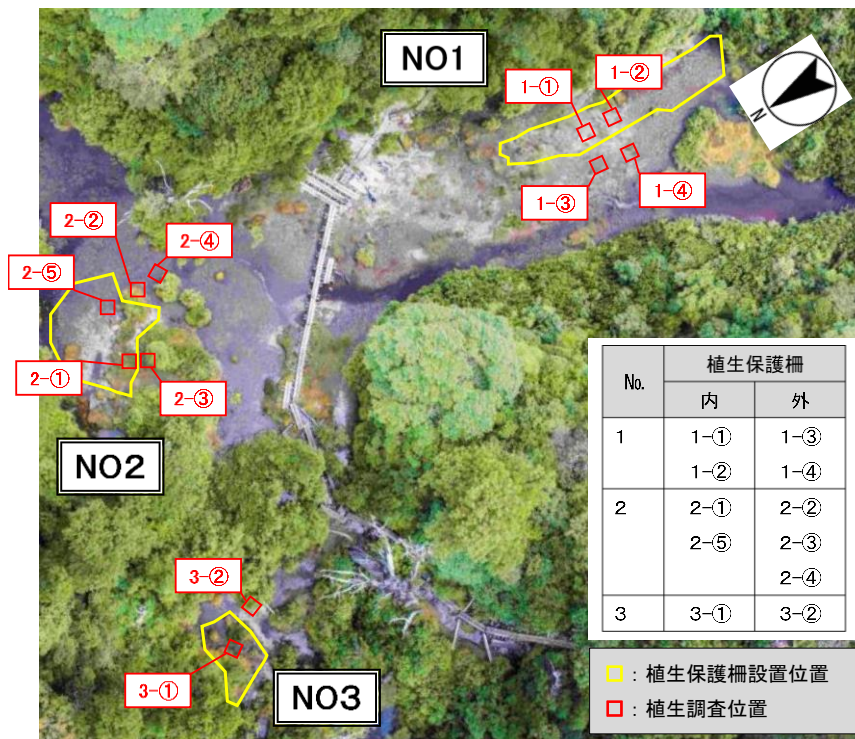 NO1
1-②
1-①
N
1-③
1-④
2-②
2-④
2-⑤
2-①
2-③
NO2
3-②
3-①
NO3
No. 植生保護柵
内 外
1 1-① 1-③
1-② 1-④
2 2-① 2-②
2-⑤ 2-③
2-④
3 3-① 3-②
：植生保護柵設置位置
：植生調査位置